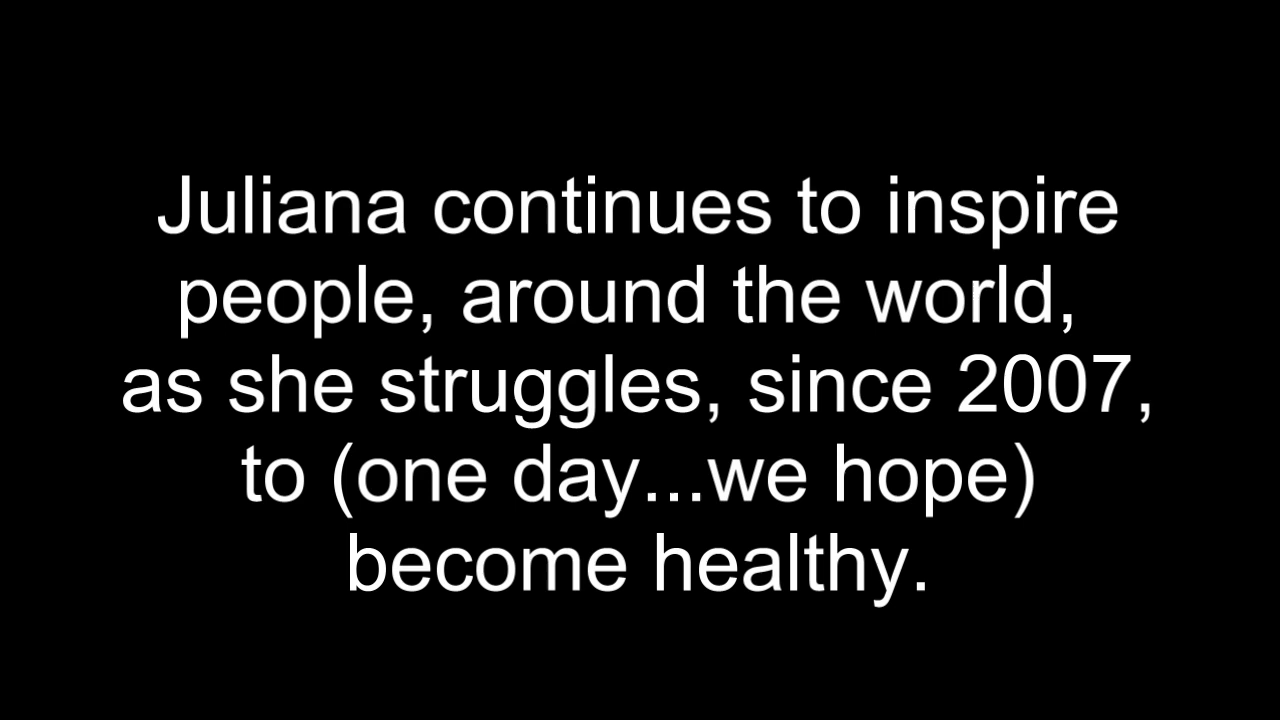 Juliana continues to inspire
people, around the world,
as she struggles, since 2007,
to (one day...we hope)
become healthy.